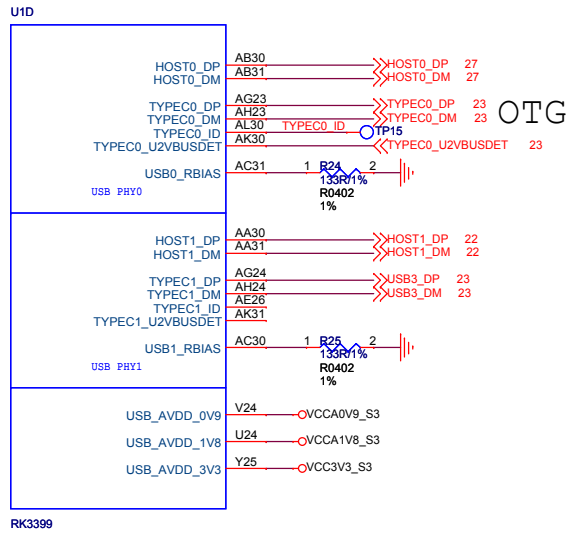 U1D
HOST0_DP AB30 HOST0_DP 27
HOST0_DM AB31 HOST0_DM 27
TYPEC0_DP AG23 TYPEC0_DP 23 OTG
TYPEC0_DM AH23 TYPEC0_DM 23
TYPEC0_ID AL30 TYPEC0_ID TP15
TYPEC0_U2VBUSDET AK30 TYPEC0_U2VBUSDET 23
USB0_RBIAS AC31 1 R24 2
133R/1%
USB PHY0 R0402
1%
HOST1_DP AA30 HOST1_DP 22
HOST1_DM AA31 HOST1_DM 22
TYPEC1_DP AG24 USB3_DP 23
TYPEC1_DM AH24 USB3_DM 23
TYPEC1_ID AE26
TYPEC1_U2VBUSDET AK31
USB1_RBIAS AC30 1 R25 2
133R/1%
USB PHY1 R0402
1%
USB_AVDD_0V9 V24 VCCA0V9_S3
USB_AVDD_1V8 U24 VCCA1V8_S3
USB_AVDD_3V3 Y25 VCC3V3_S3
RK3399